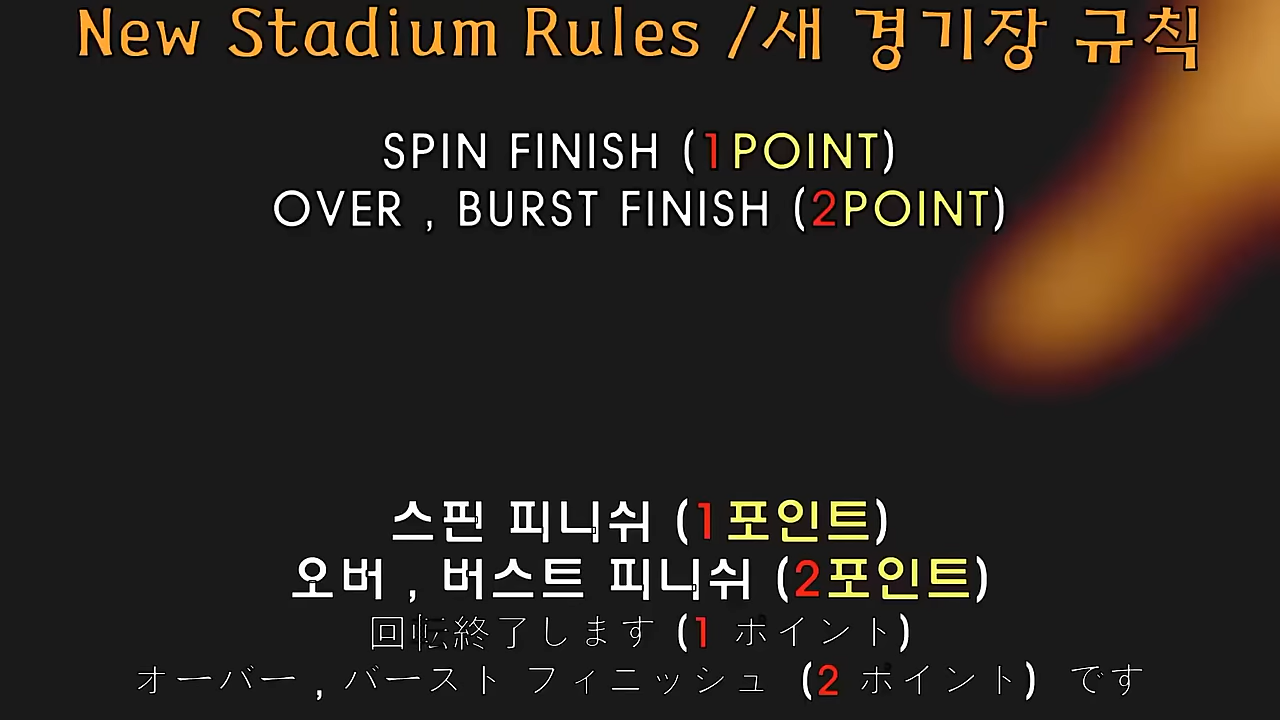 New Stadium Rules /새 경기장 규칙
SPIN FINISH (1POINT)
OVER , BURST FINISH (2POINT)
스핀 피니쉬 (1포인트)
오버 , 버스트 피니쉬 (2포인트)
回転終了します (1 ポイント)
オーバー , バースト フィニッシュ (2 ポイント) です